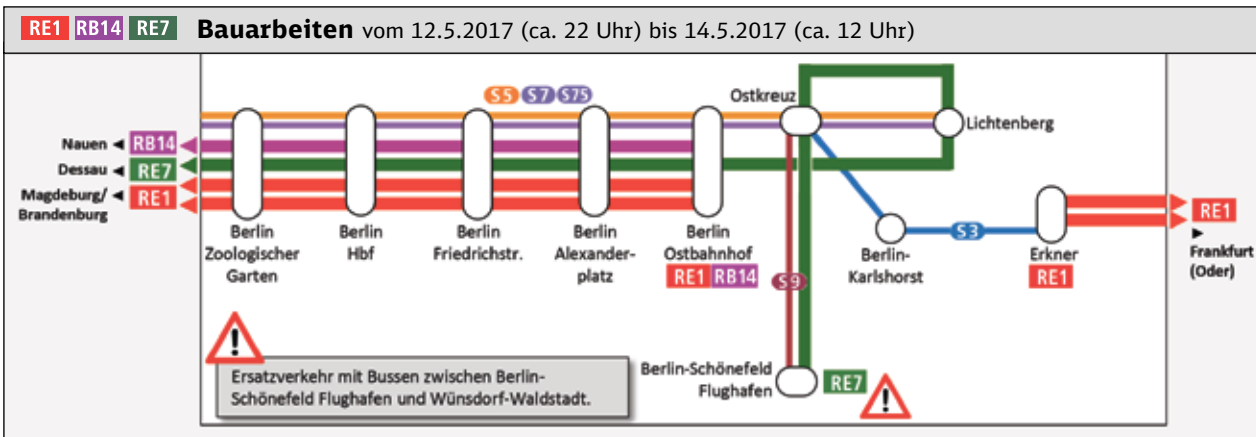 RE1 RB14 RE7 Bauarbeiten vom 12.5.2017 (ca. 22 Uhr) bis 14.5.2017 (ca. 12 Uhr)
S5 S7 S75
Ostkreuz
Lichtenberg
Nauen RB14
Dessau RE7
Magdeburg/
Brandenburg
RE1
Berlin
Zoologischer
Garten
Berlin
Hbf
Berlin
Friedrichstr.
Berlin
Alexander-
platz
Berlin
Ostbahnhof
RE1 RB14
S9
Berlin-
Karlshorst
S3
Erkner
RE1
RE1
Frankfurt
(Oder)
Berlin-Schönefeld
Flughafen
RE7
!
!
Ersatzverkehr mit Bussen zwischen Berlin-
Schönefeld Flughafen und Wünsdorf-Waldstadt.